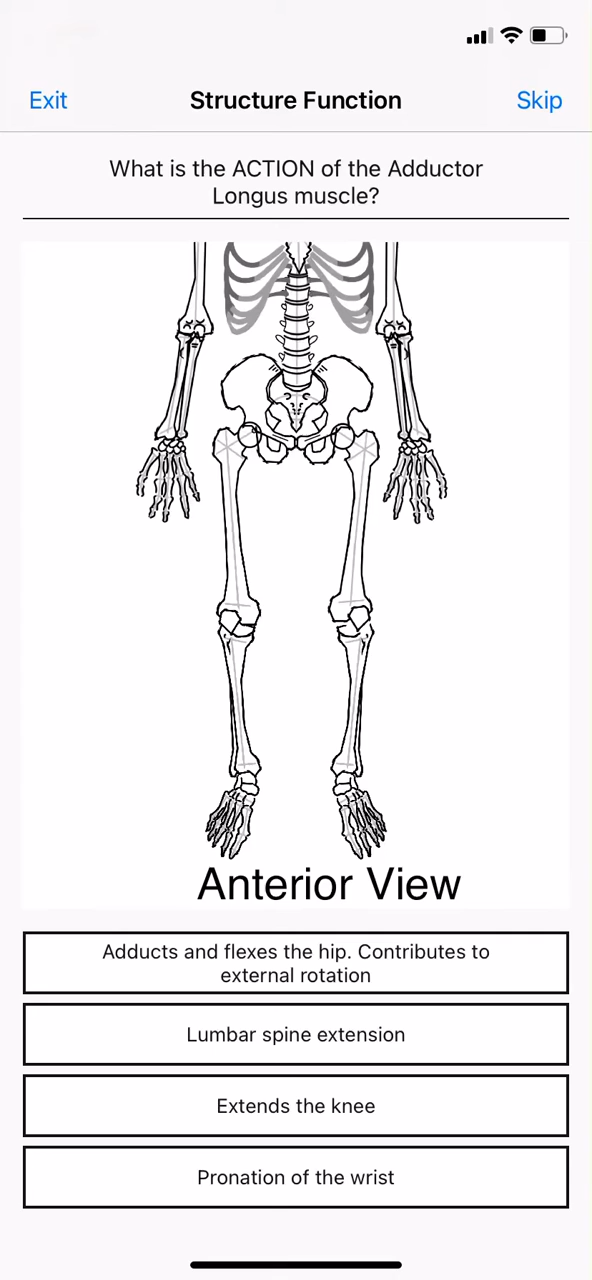 Exit
Structure Function
Skip
What is the ACTION of the Adductor
Longus muscle?
Anterior View
Adducts and flexes the hip. Contributes to
external rotation
Lumbar spine extension
Extends the knee
Pronation of the wrist